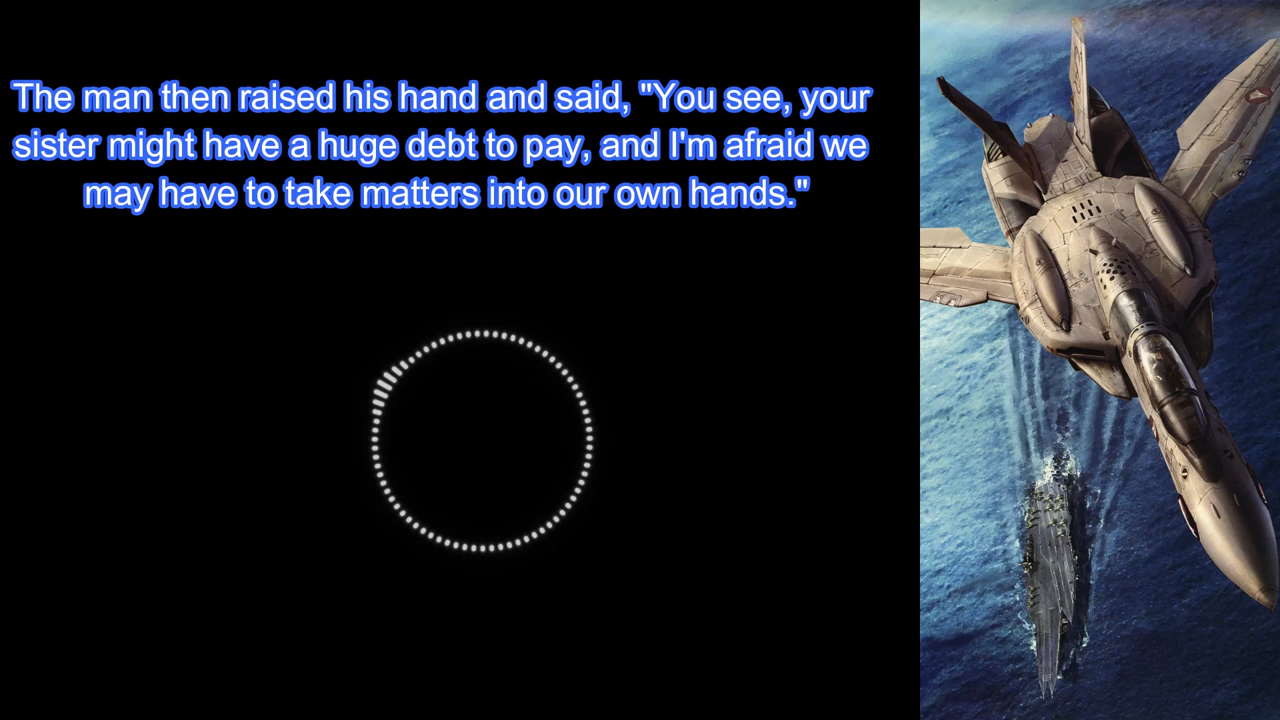 The man then raised his hand and said, "You see, your
sister might have a huge debt to pay, and I'm afraid we
may have to take matters into our own hands."